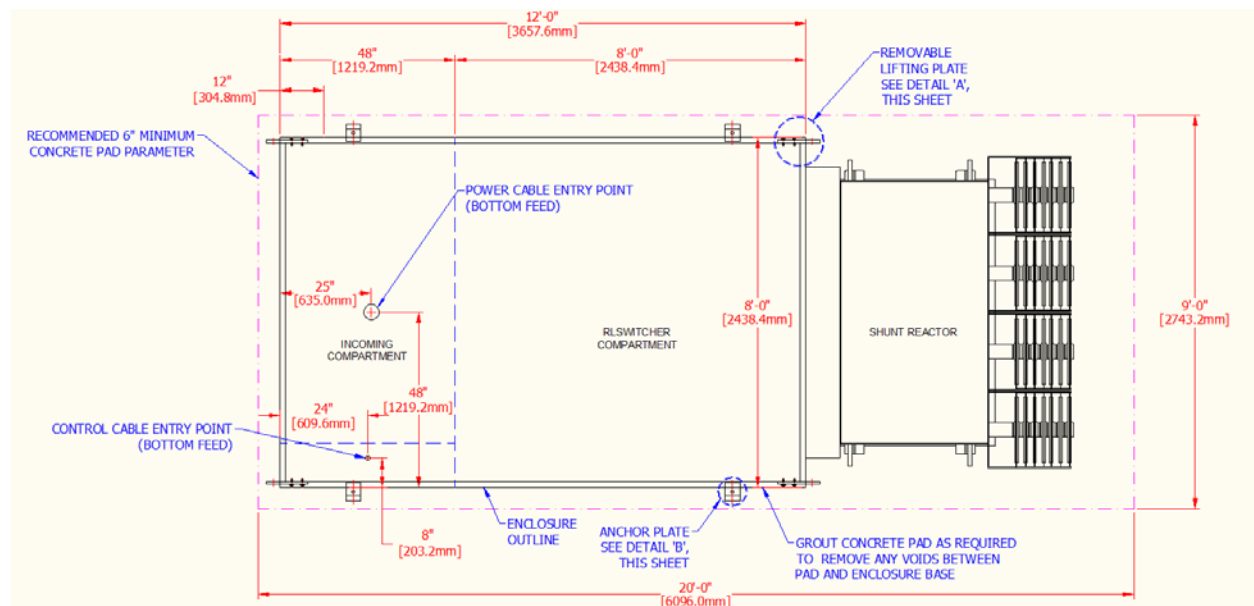 12'-0"
[3657.6mm]
48"
[1219.2mm]
8'-0"
[2438.4mm]
12"
[304.8mm]
REMOVABLE
LIFTING PLATE
SEE DETAIL 'A',
THIS SHEET
RECOMMENDED 6" MINIMUM
CONCRETE PAD PARAMETER
POWER CABLE ENTRY POINT
(BOTTOM FEED)
25"
[635.0mm]
8'-0"
[2438.4mm]
9'-0"
[2743.2mm]
INCOMING
COMPARTMENT
RLSWITCHER
COMPARTMENT
SHUNT REACTOR
48"
[1219.2mm]
24"
[609.6mm]
CONTROL CABLE ENTRY POINT
(BOTTOM FEED)
8"
[203.2mm]
ENCLOSURE
OUTLINE
ANCHOR PLATE
SEE DETAIL 'B',
THIS SHEET
GROUT CONCRETE PAD AS REQUIRED
TO REMOVE ANY VOIDS BETWEEN
PAD AND ENCLOSURE BASE
20'-0"
[6096.0mm]